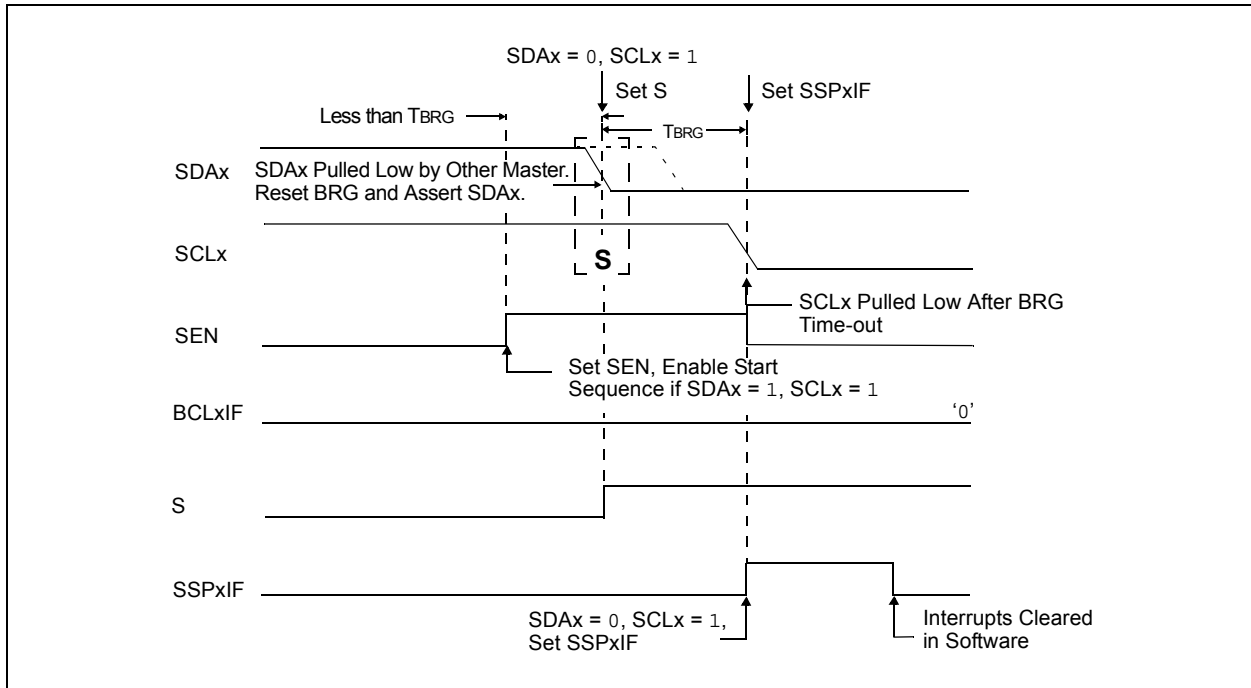 SDAx = 0, SCLx = 1
Set S
Set SSPxIF
Less than TBRG
TBRG
SDAx
SDAx Pulled Low by Other Master.
Reset BRG and Assert SDAx.
SCLx
S
SCLx Pulled Low After BRG
Time-out
SEN
Set SEN, Enable Start
Sequence if SDAx = 1, SCLx = 1
BCLxIF
‘0’
S
SSPxIF
SDAx = 0, SCLx = 1,
Set SSPxIF
Interrupts Cleared
in Software